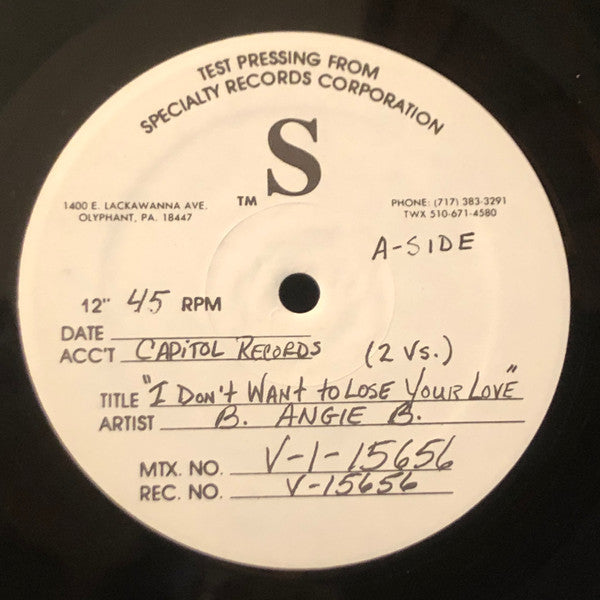 TEST PRESSING FROM
SPECIALTY RECORDS CORPORATION
S
TM
1400 E. LACKAWANNA AVE.
OLYPHANT, PA. 18447
PHONE: (717) 383-3291
TWX 510-671-4580
A-SIDE
12" 45 RPM
DATE
ACC'T CAPITOL RECORDS (2 Vs.)
TITLE "I DON'T WANT TO LOSE YOUR LOVE"
ARTIST B. ANGIE B.
MTX. NO. V-1-15656
REC. NO. V-15656